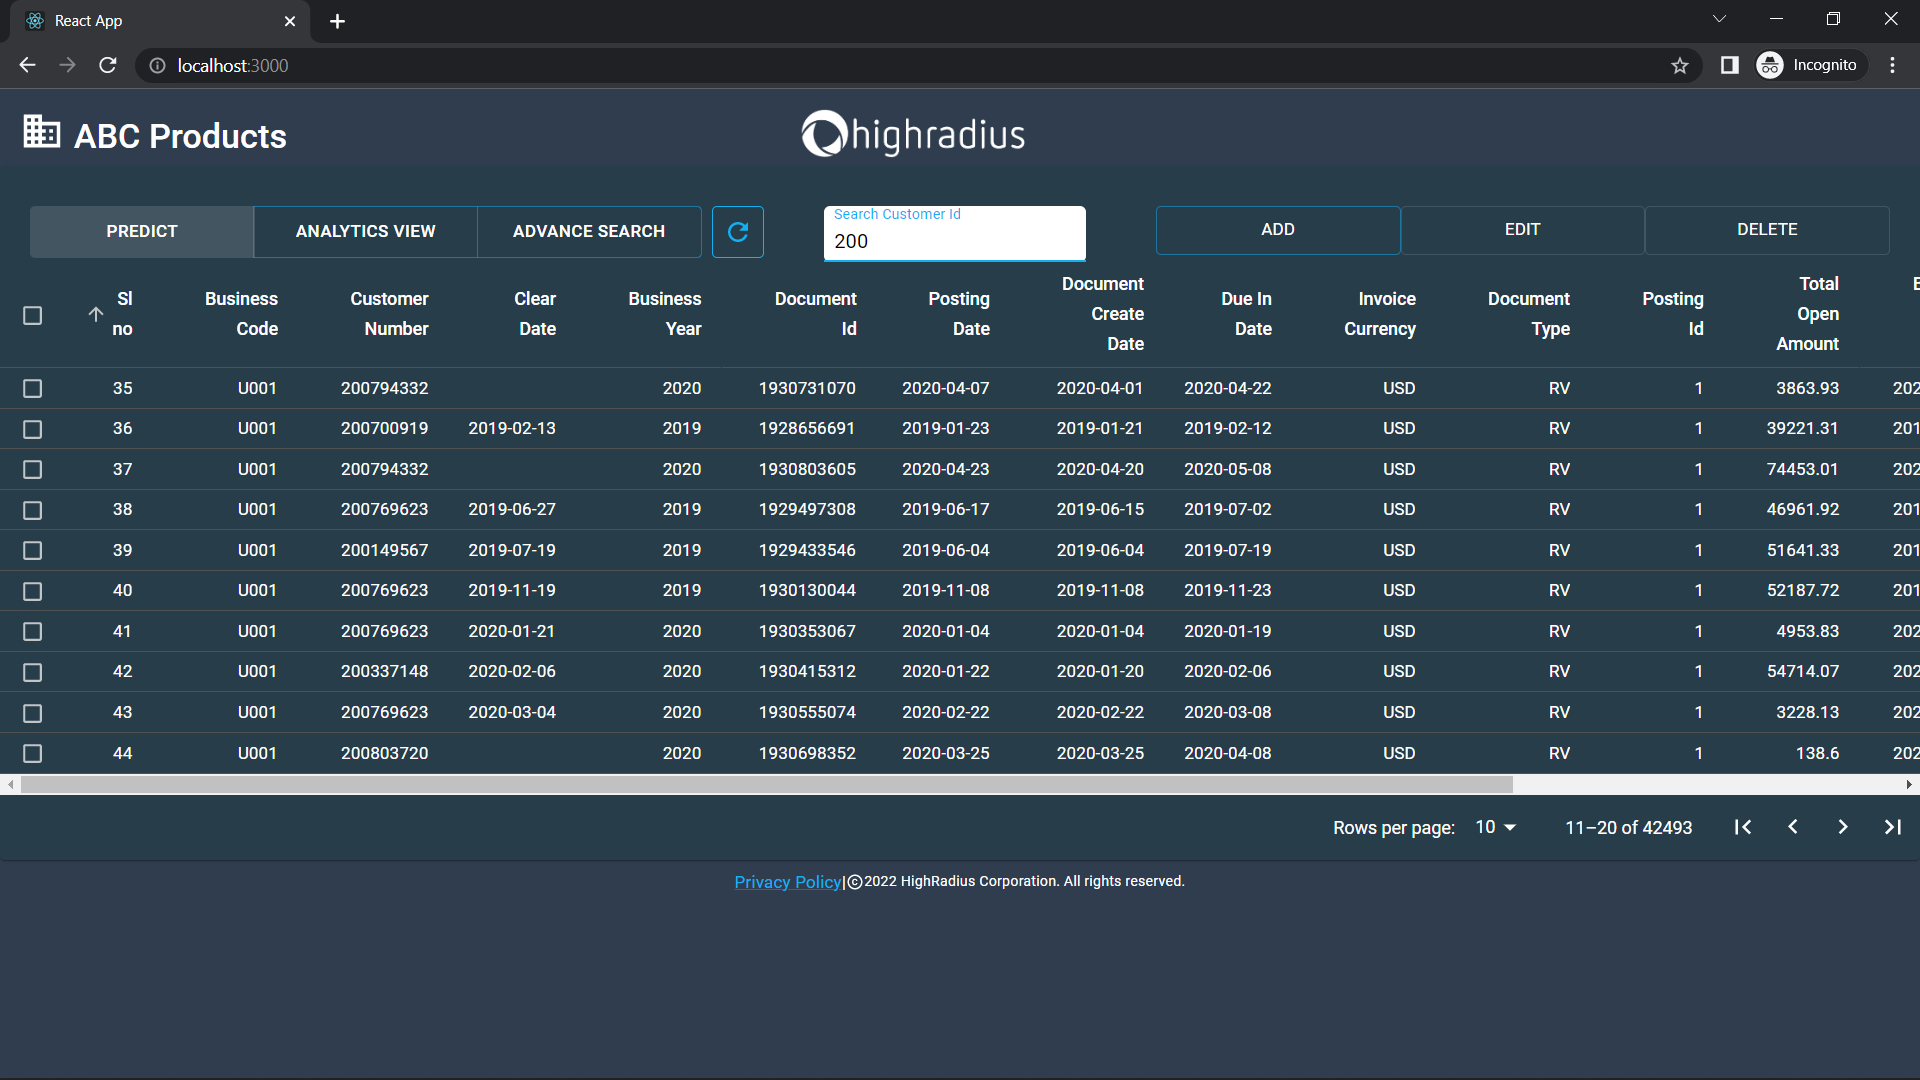 React App
localhost:3000
Incognito
ABC Products
highradius
PREDICT ANALYTICS VIEW ADVANCE SEARCH
Search Customer Id
200
ADD EDIT DELETE
Sl no Business Code Customer Number Clear Date Business Year Document Id Posting Date Document Create Date Due In Date Invoice Currency Document Type Posting Id Total Open Amount
35 U001 200794332 2020 1930731070 2020-04-07 2020-04-01 2020-04-22 USD RV 1 3863.93 202
36 U001 200700919 2019-02-13 2019 1928656691 2019-01-23 2019-01-21 2019-02-12 USD RV 1 39221.31 201
37 U001 200794332 2020 1930803605 2020-04-23 2020-04-20 2020-05-08 USD RV 1 74453.01 202
38 U001 200769623 2019-06-27 2019 1929497308 2019-06-17 2019-06-15 2019-07-02 USD RV 1 46961.92 201
39 U001 200149567 2019-07-19 2019 1929433546 2019-06-04 2019-06-04 2019-07-19 USD RV 1 51641.33 201
40 U001 200769623 2019-11-19 2019 1930130044 2019-11-08 2019-11-08 2019-11-23 USD RV 1 52187.72 201
41 U001 200769623 2020-01-21 2020 1930353067 2020-01-04 2020-01-04 2020-01-19 USD RV 1 4953.83 202
42 U001 200337148 2020-02-06 2020 1930415312 2020-01-22 2020-01-20 2020-02-06 USD RV 1 54714.07 202
43 U001 200769623 2020-03-04 2020 1930555074 2020-02-22 2020-02-22 2020-03-08 USD RV 1 3228.13 202
44 U001 200803720 2020 1930698352 2020-03-25 2020-03-25 2020-04-08 USD RV 1 138.6 202
Rows per page: 10 11–20 of 42493
Privacy Policy|©2022 HighRadius Corporation. All rights reserved.